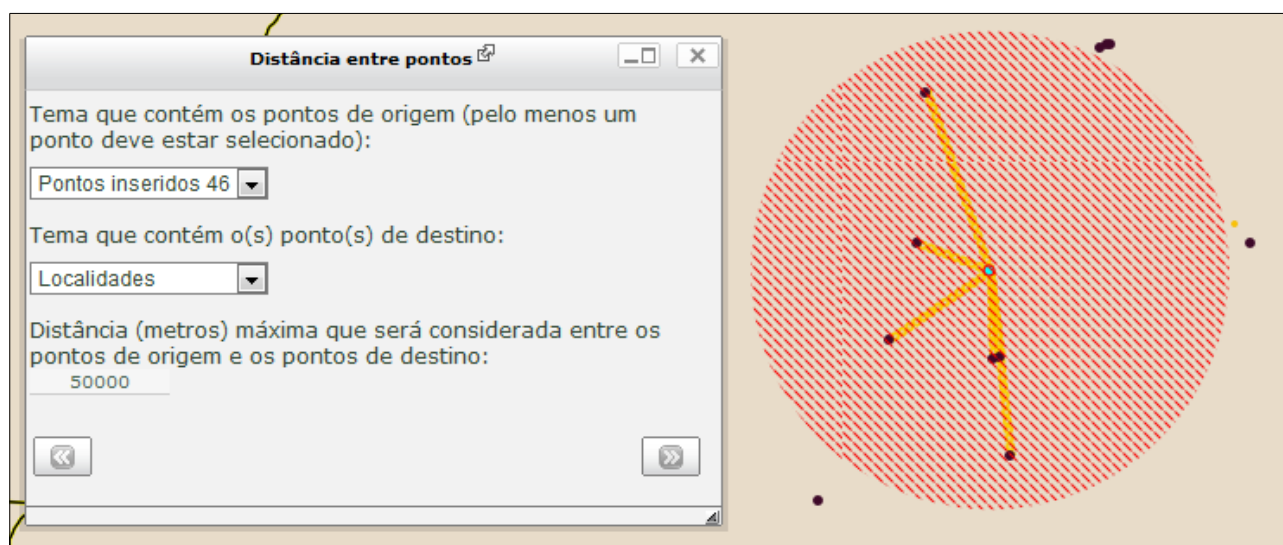 Distância entre pontos
Tema que contém os pontos de origem (pelo menos um
ponto deve estar selecionado):
Pontos inseridos 46
Tema que contém o(s) ponto(s) de destino:
Localidades
Distância (metros) máxima que será considerada entre os
pontos de origem e os pontos de destino:
50000